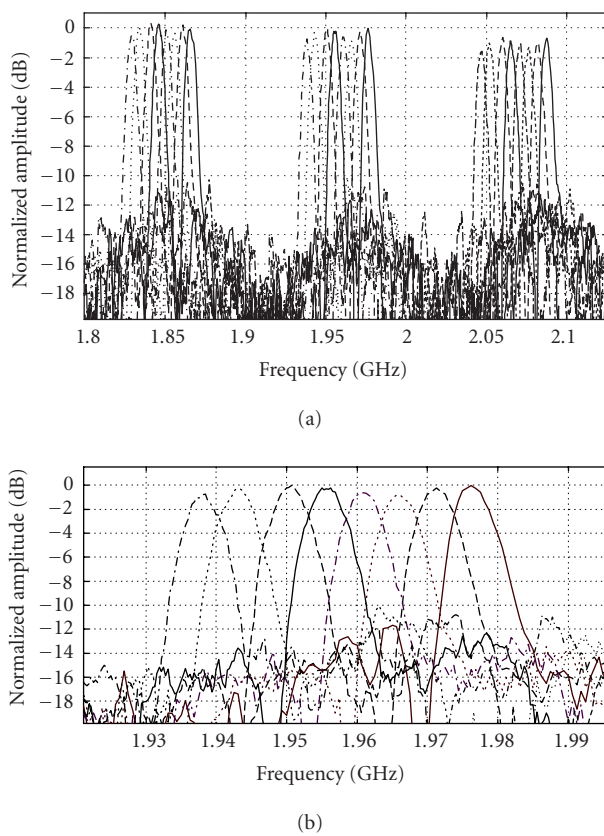 Normalized amplitude (dB)
0
−2
−4
−6
−8
−10
−12
−14
−16
−18
1.8 1.85 1.9 1.95 2 2.05 2.1
Frequency (GHz)
(a)
Normalized amplitude (dB)
0
−2
−4
−6
−8
−10
−12
−14
−16
−18
1.93 1.94 1.95 1.96 1.97 1.98 1.99
Frequency (GHz)
(b)